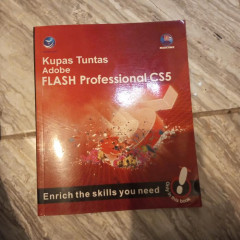 Kupas Tuntas
Adobe
FLASH Professional CS5
Enrich the skills you need